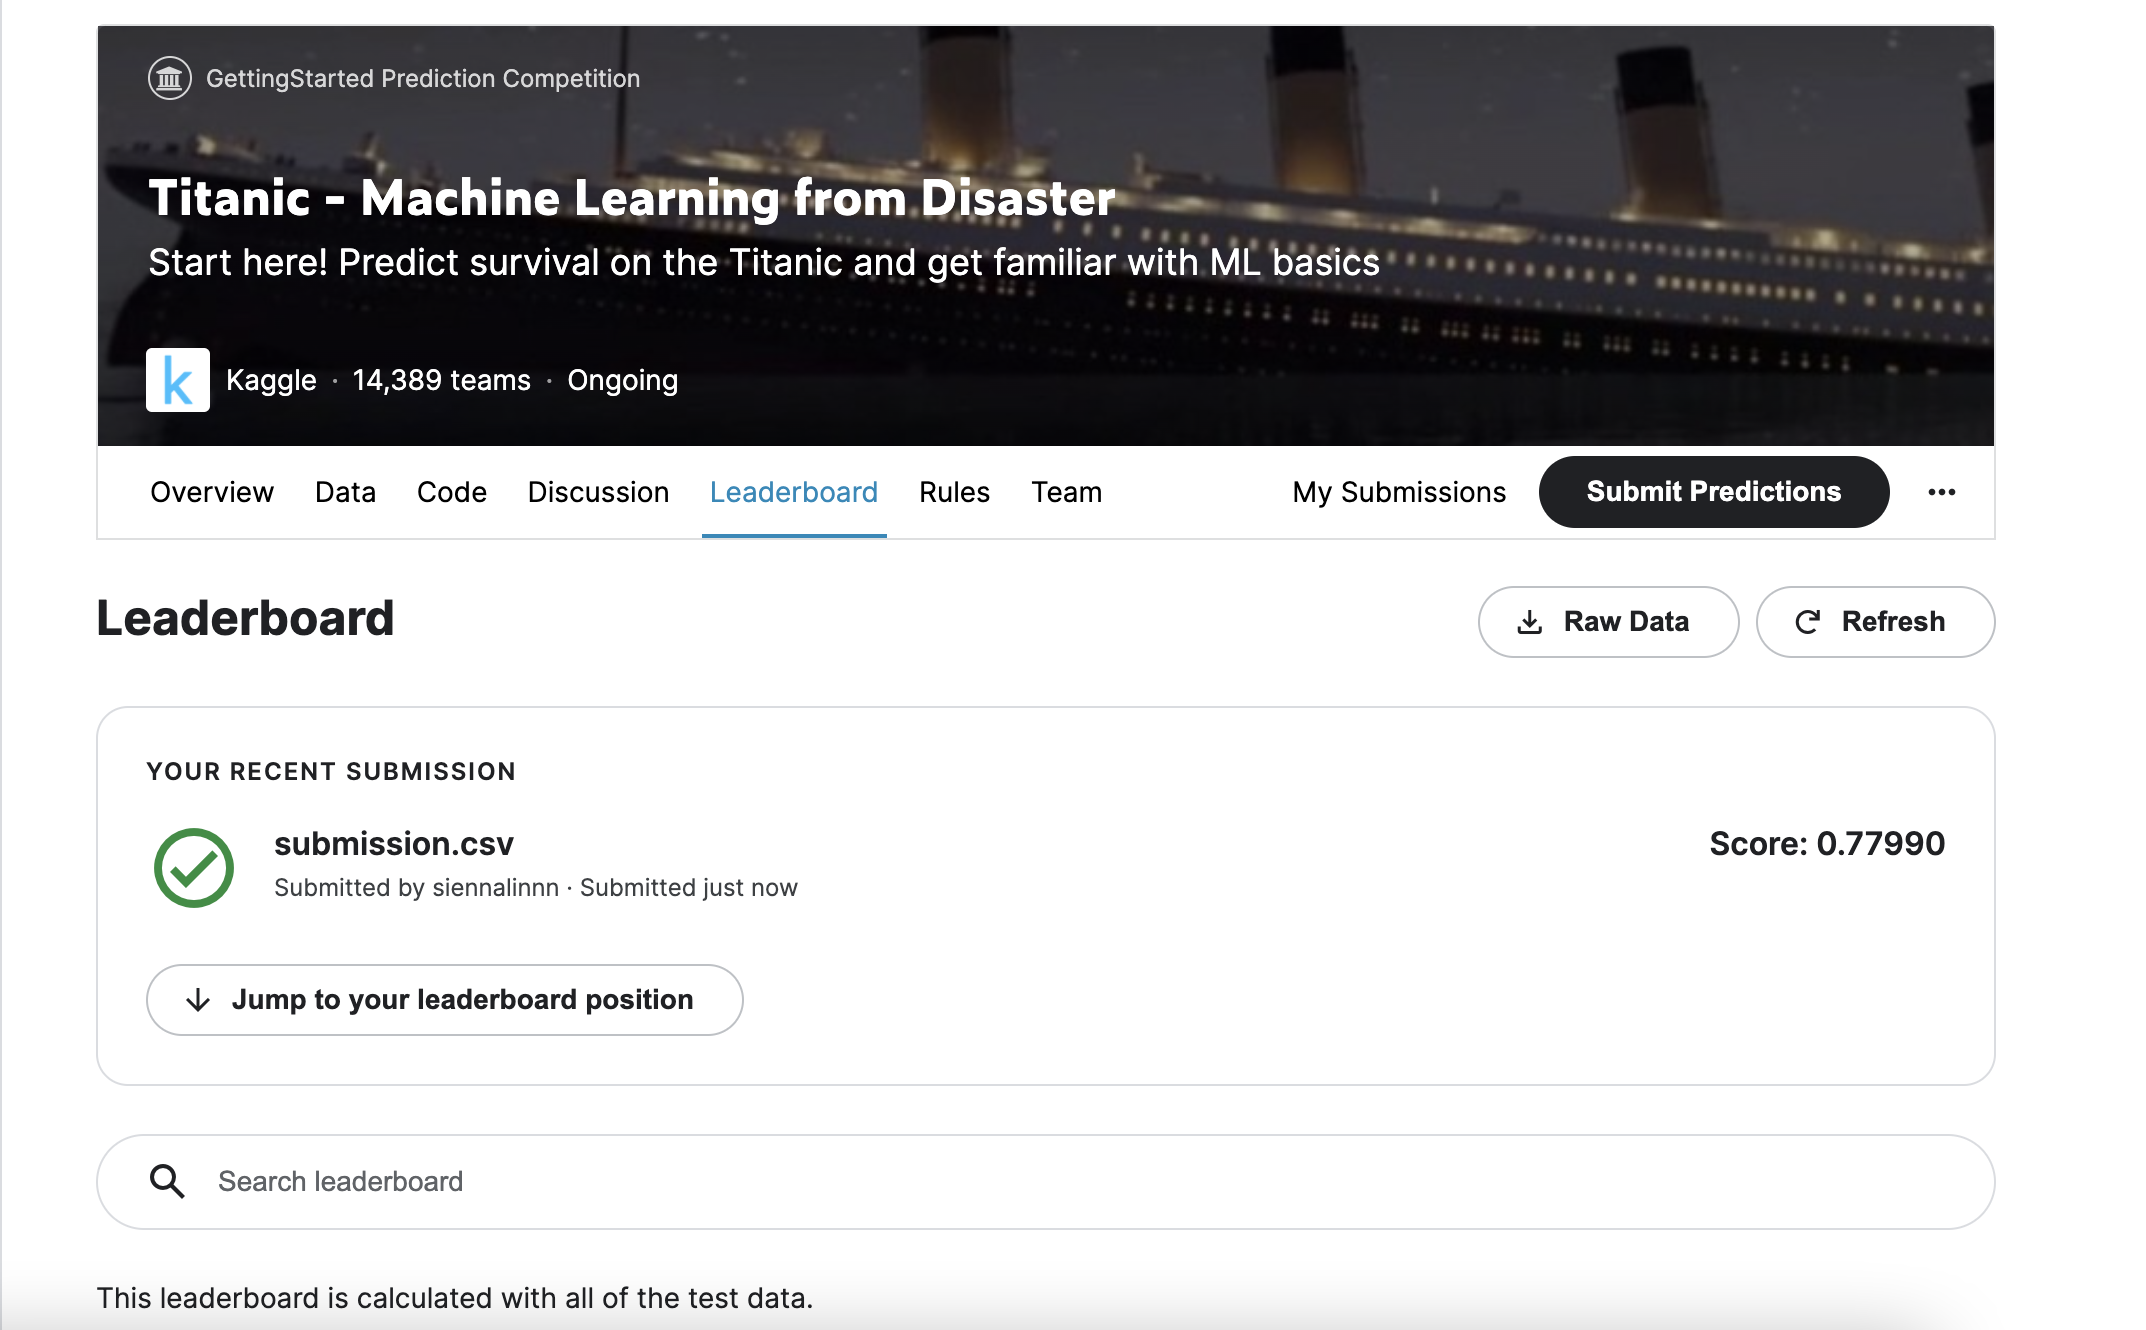 GettingStarted Prediction Competition
Titanic - Machine Learning from Disaster
Start here! Predict survival on the Titanic and get familiar with ML basics
k Kaggle · 14,389 teams · Ongoing
Overview Data Code Discussion Leaderboard Rules Team My Submissions Submit Predictions ...
Leaderboard Raw Data Refresh
YOUR RECENT SUBMISSION
submission.csv Score: 0.77990
Submitted by siennalinnn · Submitted just now
Jump to your leaderboard position
Search leaderboard
This leaderboard is calculated with all of the test data.